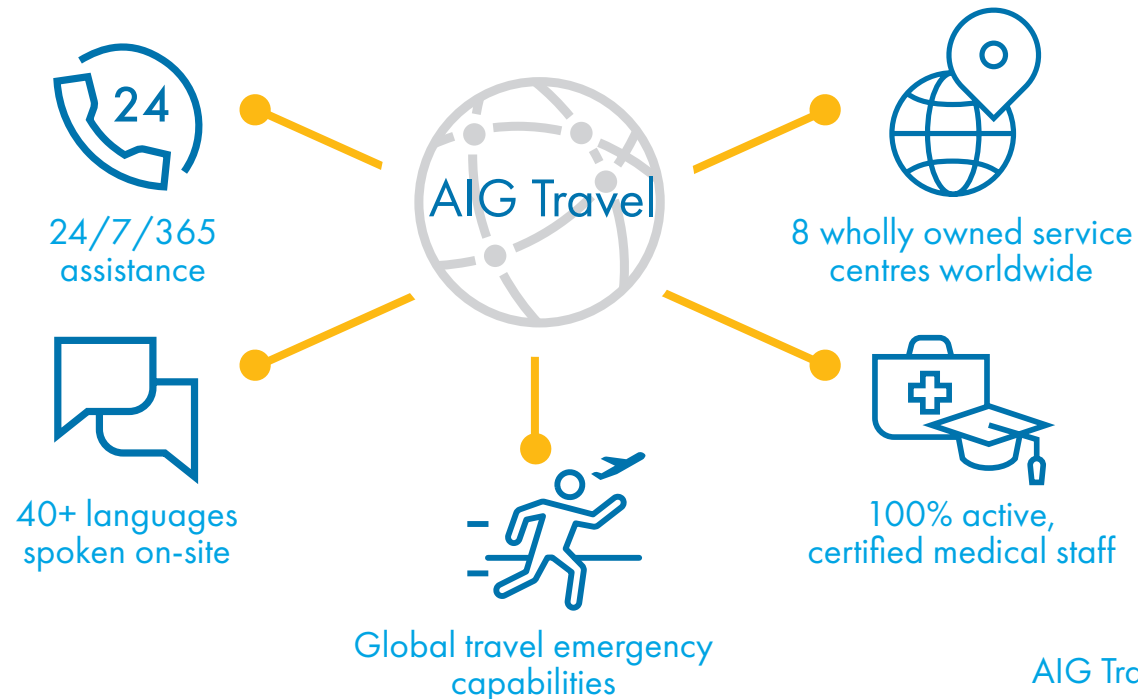 24
AIG Travel
24/7/365
assistance
8 wholly owned service
centres worldwide
40+ languages
spoken on-site
100% active,
certified medical staff
Global travel emergency
capabilities
AIG